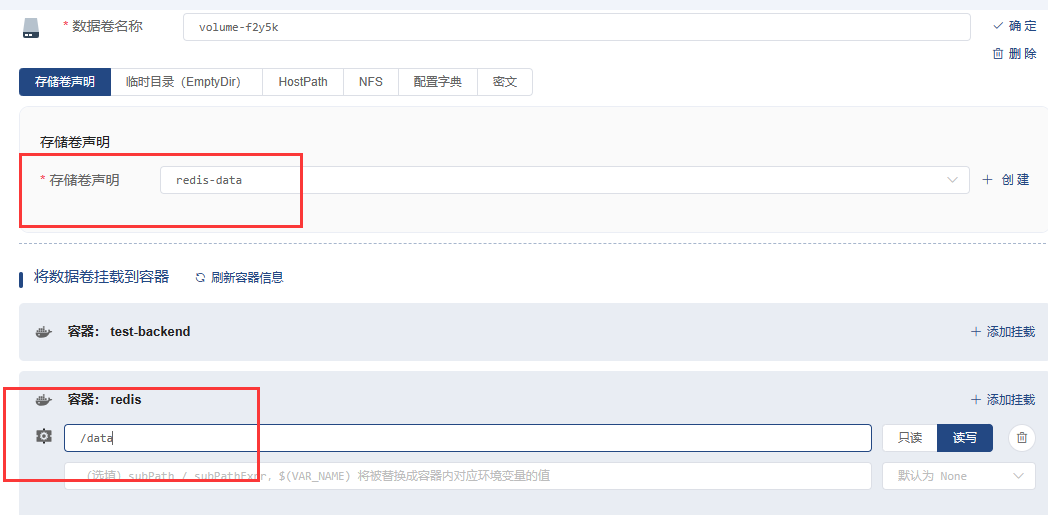 * 数据卷名称 volume-f2y5k 确 定
删 除
存储卷声明 临时目录（EmptyDir） HostPath NFS 配置字典 密文
存储卷声明
* 存储卷声明 redis-data 创 建
将数据卷挂载到容器 刷新容器信息
容器： test-backend 添加挂载
容器： redis 添加挂载
/data 只读 读写
（选填）subPath / subPathExpr，$(VAR_NAME) 将被替换成容器内对应环境变量的值 默认为 None